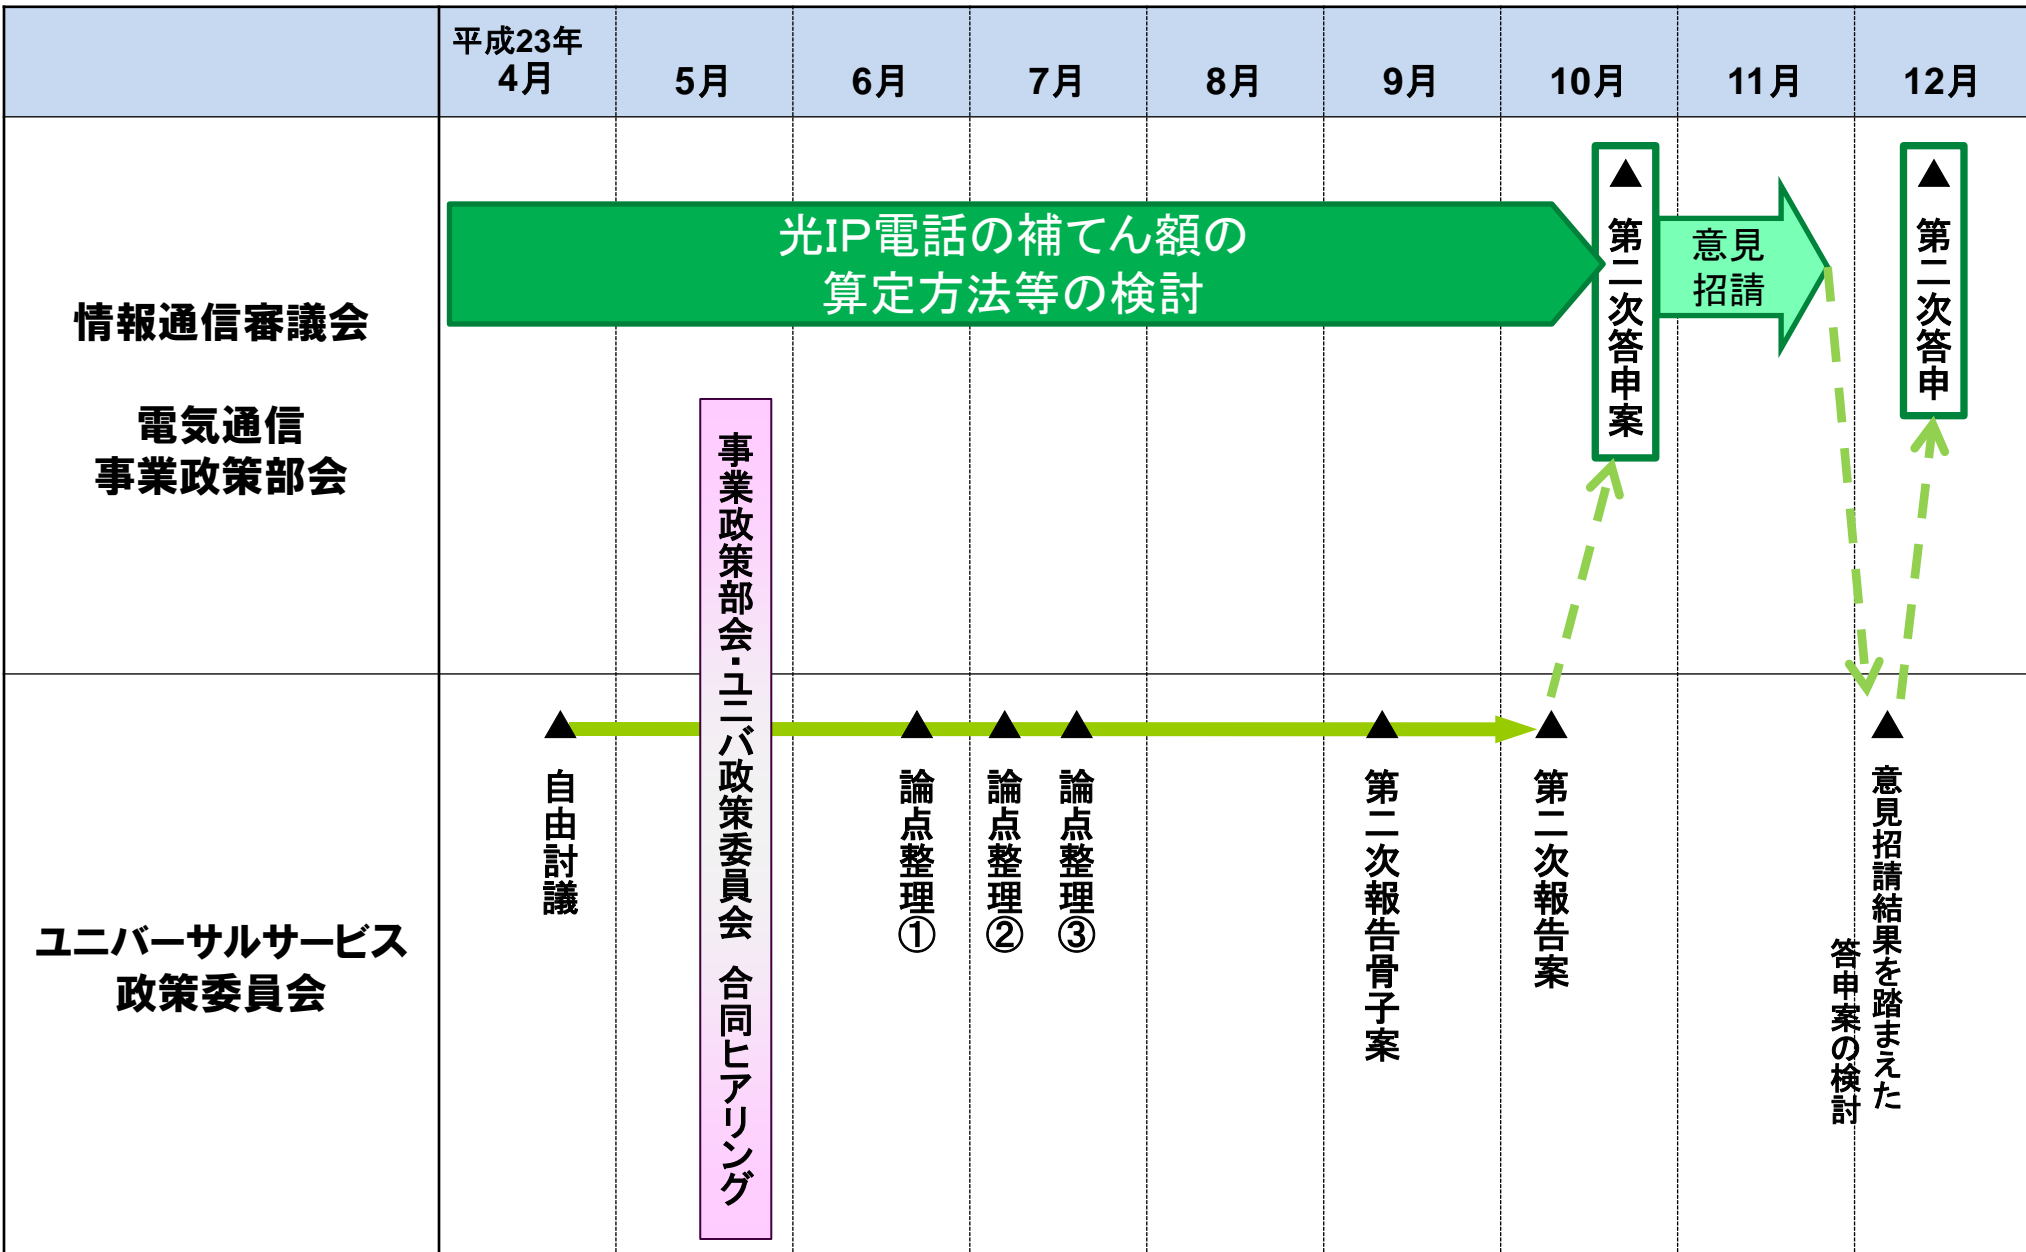 平成23年
4月
5月
6月
7月
8月
9月
10月
11月
12月
情報通信審議会
電気通信
事業政策部会
光IP電話の補てん額の
算定方法等の検討
▲第二次答申案
意見
招請
▲第二次答申
事業政策部会・ユニバ政策委員会　合同ヒアリング
ユニバーサルサービス
政策委員会
▲
自由討議
▲
論点整理①
▲
論点整理②
▲
論点整理③
▲
第二次報告骨子案
▲
第二次報告案
▲
意見招請結果を踏まえた
答申案の検討